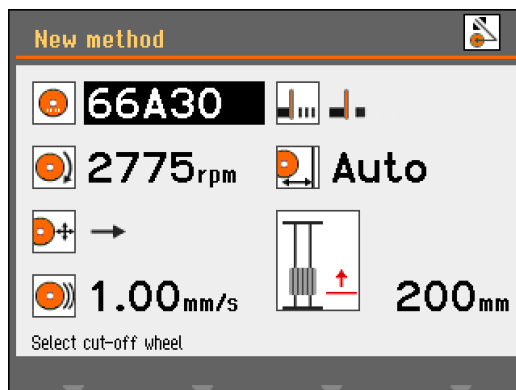 New method
66A30
2775rpm Auto
1.00mm/s 200mm
Select cut-off wheel